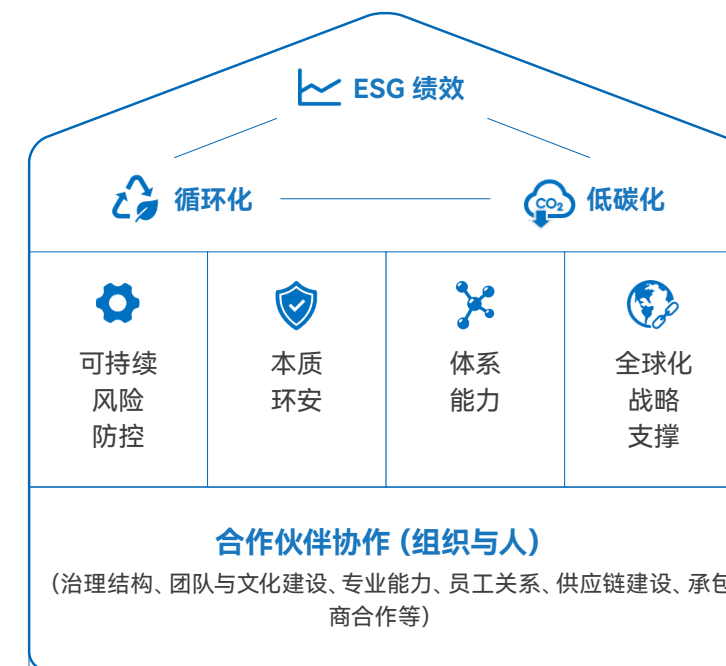 ESG 绩效
循环化
低碳化
CO₂
可持续
风险
防控
本质
环安
体系
能力
全球化
战略
支撑
合作伙伴协作（组织与人）
（治理结构、团队与文化建设、专业能力、员工关系、供应链建设、承包
商合作等）